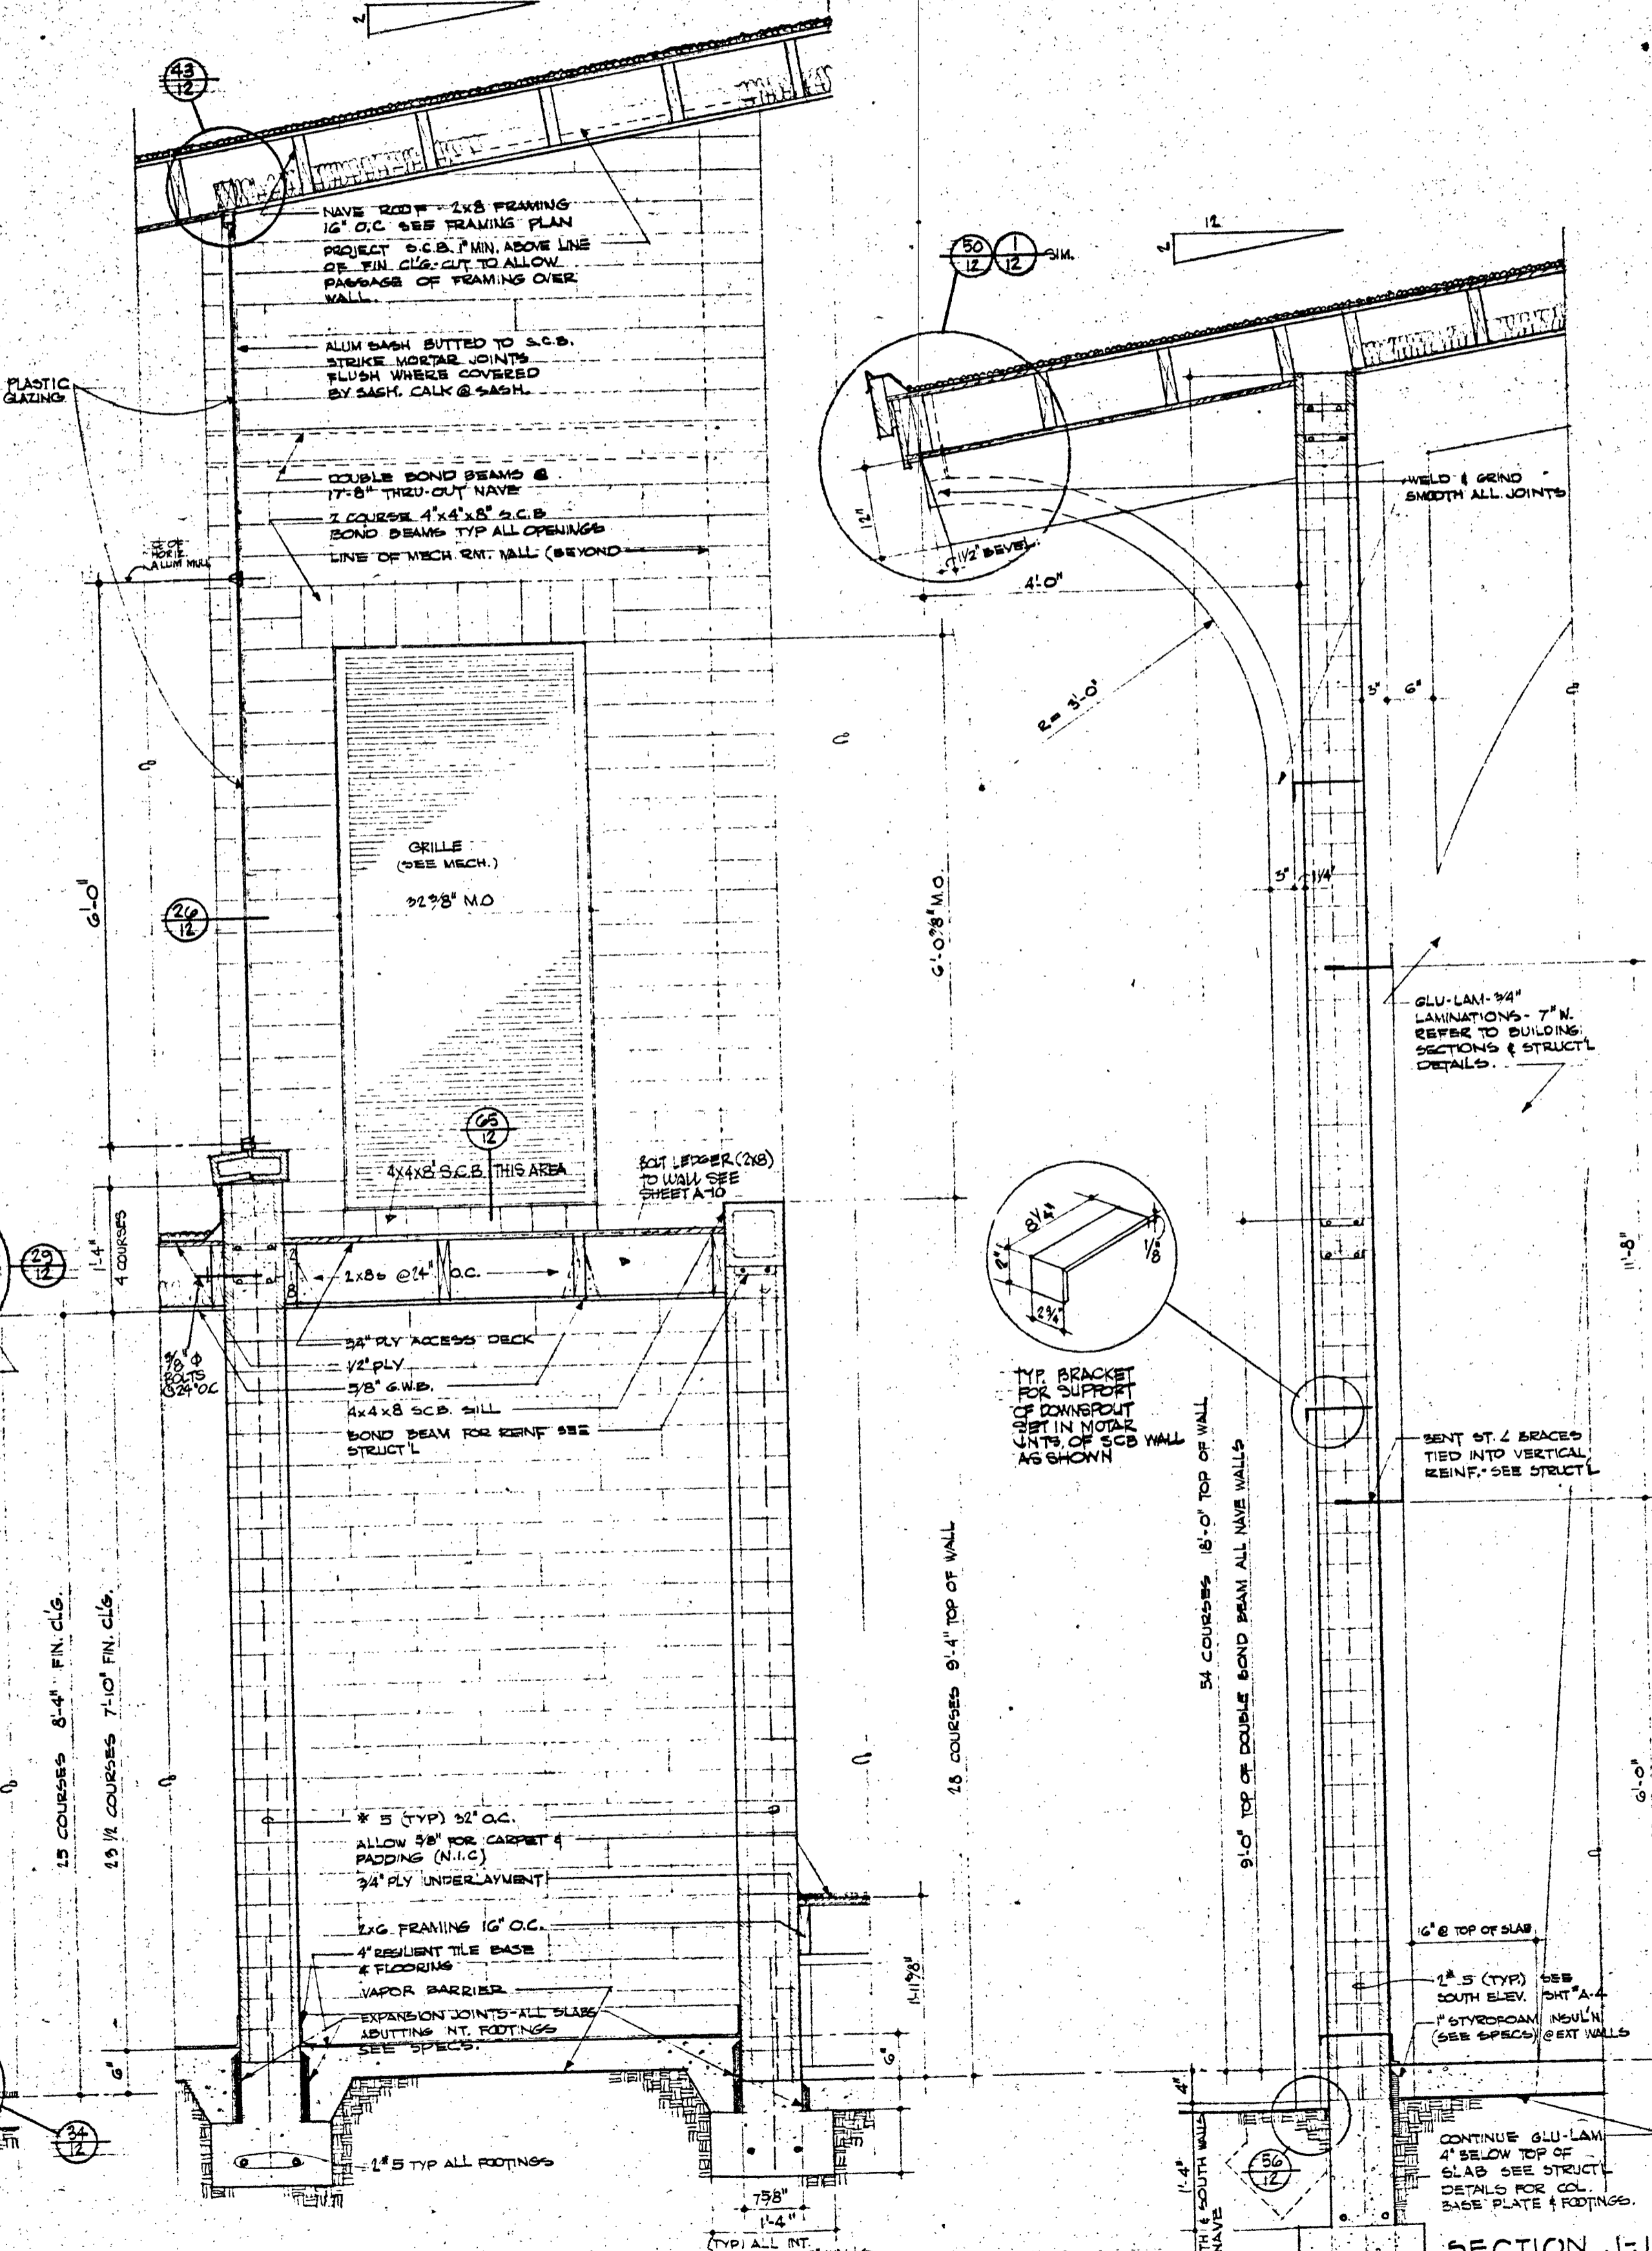 2
43
12
NAVE ROOF - 2x8 FRAMING
16" O.C. SEE FRAMING PLAN
PROJECT S.C.B. 1" MIN. ABOVE LINE
OF FIN CL'G. CUT TO ALLOW
PASSAGE OF FRAMING OVER
WALL.
ALUM SASH BUTTED TO S.C.B.
STRIKE MORTAR JOINTS
FLUSH WHERE COVERED
BY SASH. CALK @ SASH.
PLASTIC
GLAZING
DOUBLE BOND BEAMS @
17'-8" THRU-OUT NAVE
2 COURSE 4"x4"x8" S.C.B.
BOND BEAMS TYP ALL OPENINGS
LINE OF MECH. RM. WALL (BEYOND
HORIZ.
ALUM MULL
6'-0"
26
12
GRILLE
(SEE MECH.)
32 3/8" M.O
6'-0 3/8" M.O.
65
12
4x4x8 S.C.B. THIS AREA
BOLT LEDGER (2x8)
TO WALL SEE
SHEET A-10
29
12
1'-4"
4 COURSES
2x8s @24" O.C.
3/4" PLY ACCESS DECK
1/2" PLY
5/8" G.W.B.
4x4x8 SCB. SILL
BOND BEAM FOR REINF SEE
STRUCT'L
5/8" Φ
BOLTS
@24" O.C
25 COURSES 8'-4" FIN. CL'G.
23 1/2 COURSES 7'-10" FIN. CL'G.
# 5 (TYP) 32" O.C.
ALLOW 5/8" FOR CARPET &
PADDING (N.I.C)
3/4" PLY UNDERLAYMENT
2x6 FRAMING 16" O.C.
4" RESILIENT TILE BASE
& FLOORING
VAPOR BARRIER
EXPANSION JOINTS-ALL SLABS
ABUTTING INT. FOOTINGS
SEE SPECS.
6"
34
12
2 # 5 TYP ALL FOOTINGS
7 5/8"
1'-4"
(TYP) ALL INT.
1'-11 3/8"
6"
28 COURSES 9'-4" TOP OF WALL
50
12
1
12
SIM.
12
2
WELD & GRIND
SMOOTH ALL JOINTS
12"
1 1/2" BEVEL
4'-0"
R = 3'-0"
3"
6"
3"
1 1/4"
GLU-LAM - 3/4"
LAMINATIONS - 7" W.
REFER TO BUILDING
SECTIONS & STRUCT'L
DETAILS.
8 1/4"
2"
1/8"
2 3/4"
TYP. BRACKET
FOR SUPPORT
OF DOWNSPOUT
SET IN MOTAR
JNTS. OF SCB WALL
AS SHOWN
54 COURSES 18'-0" TOP OF WALL
9'-0" TOP OF DOUBLE BOND BEAM ALL NAVE WALLS
11'-8"
BENT ST. ∠ BRACES
TIED INTO VERTICAL
REINF. SEE STRUCT'L
6'-0"
16" @ TOP OF SLAB
2 # 5 (TYP.) SEE
SOUTH ELEV. SHT # A-4
1" STYROFOAM INSUL'N
(SEE SPECS) @ EXT WALLS
4"
1'-4"
TH & SOUTH WALL
NAVE
56
12
CONTINUE GLU-LAM
4" BELOW TOP OF
SLAB SEE STRUCT'L
DETAILS FOR COL.
BASE PLATE & FOOTINGS.
SECTION